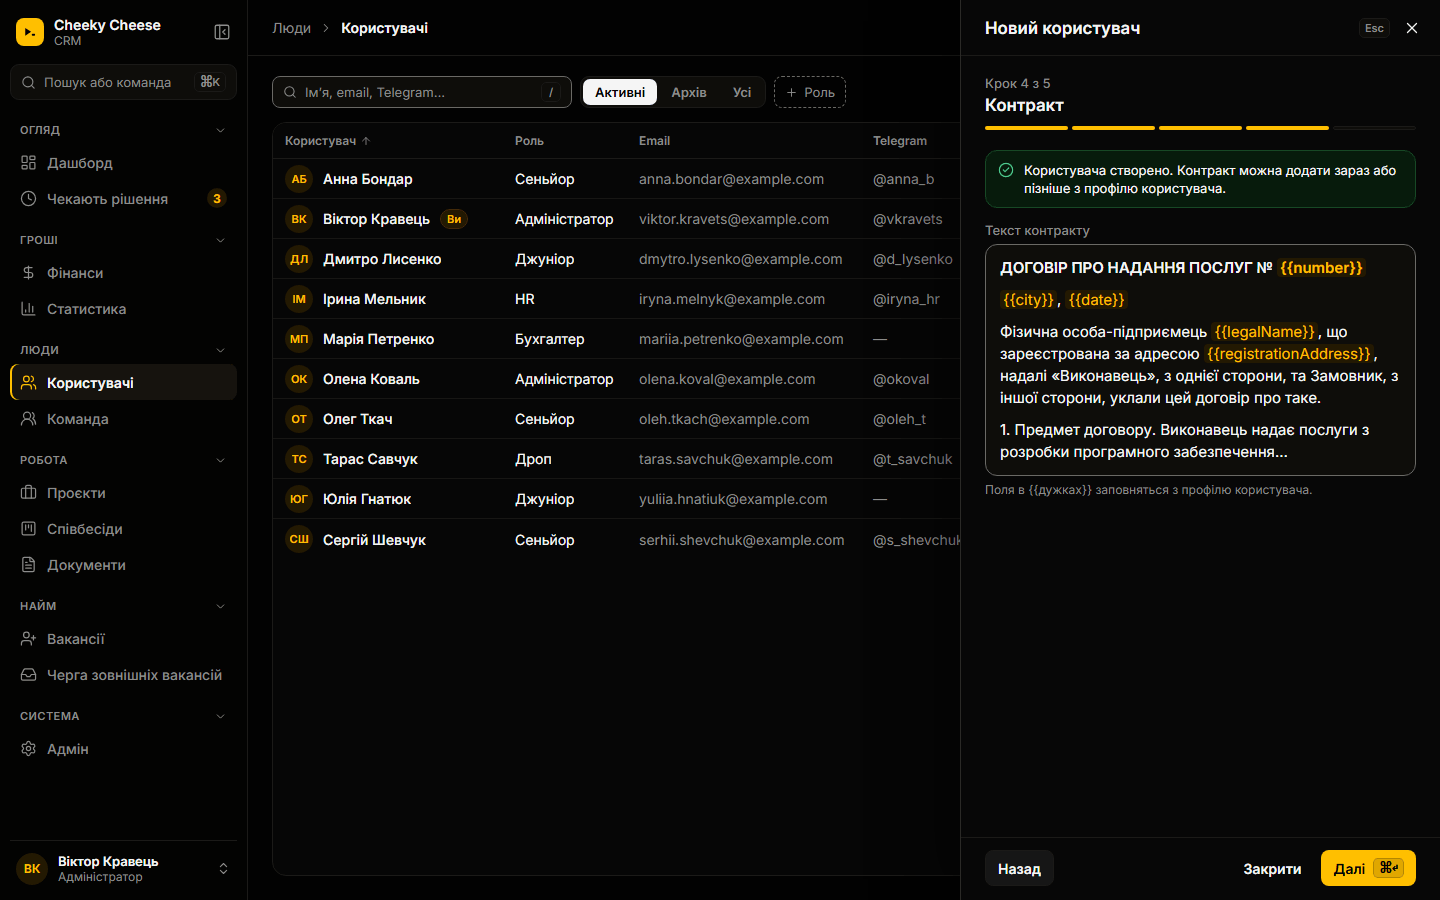 Cheeky Cheese
CRM
Пошук або команда ⌘K
ОГЛЯД
Дашборд
Чекають рішення 3
ГРОШІ
Фінанси
Статистика
ЛЮДИ
Користувачі
Команда
РОБОТА
Проєкти
Співбесіди
Документи
НАЙМ
Вакансії
Черга зовнішніх вакансій
СИСТЕМА
Адмін
ВК Віктор Кравець
Адміністратор
Люди > Користувачі
Ім’я, email, Telegram... /
Активні Архів Усі + Роль
Користувач ↑ Роль Email Telegram
АБ Анна Бондар Сеньйор anna.bondar@example.com @anna_b
ВК Віктор Кравець Ви Адміністратор viktor.kravets@example.com @vkravets
ДЛ Дмитро Лисенко Джуніор dmytro.lysenko@example.com @d_lysenko
ІМ Ірина Мельник HR iryna.melnyk@example.com @iryna_hr
МП Марія Петренко Бухгалтер mariia.petrenko@example.com —
ОК Олена Коваль Адміністратор olena.koval@example.com @okoval
ОТ Олег Ткач Сеньйор oleh.tkach@example.com @oleh_t
ТС Тарас Савчук Дроп taras.savchuk@example.com @t_savchuk
ЮГ Юлія Гнатюк Джуніор yuliia.hnatiuk@example.com —
СШ Сергій Шевчук Сеньйор serhii.shevchuk@example.com @s_shevchuk
Новий користувач Esc
Крок 4 з 5
Контракт
Користувача створено. Контракт можна додати зараз або
пізніше з профілю користувача.
Текст контракту
ДОГОВІР ПРО НАДАННЯ ПОСЛУГ № {{number}}
{{city}}, {{date}}
Фізична особа-підприємець {{legalName}}, що
зареєстрована за адресою {{registrationAddress}},
надалі «Виконавець», з однієї сторони, та Замовник, з
іншої сторони, уклали цей договір про таке.
1. Предмет договору. Виконавець надає послуги з
розробки програмного забезпечення...
Поля в {{дужках}} заповняться з профілю користувача.
Назад Закрити Далі ⌘↵